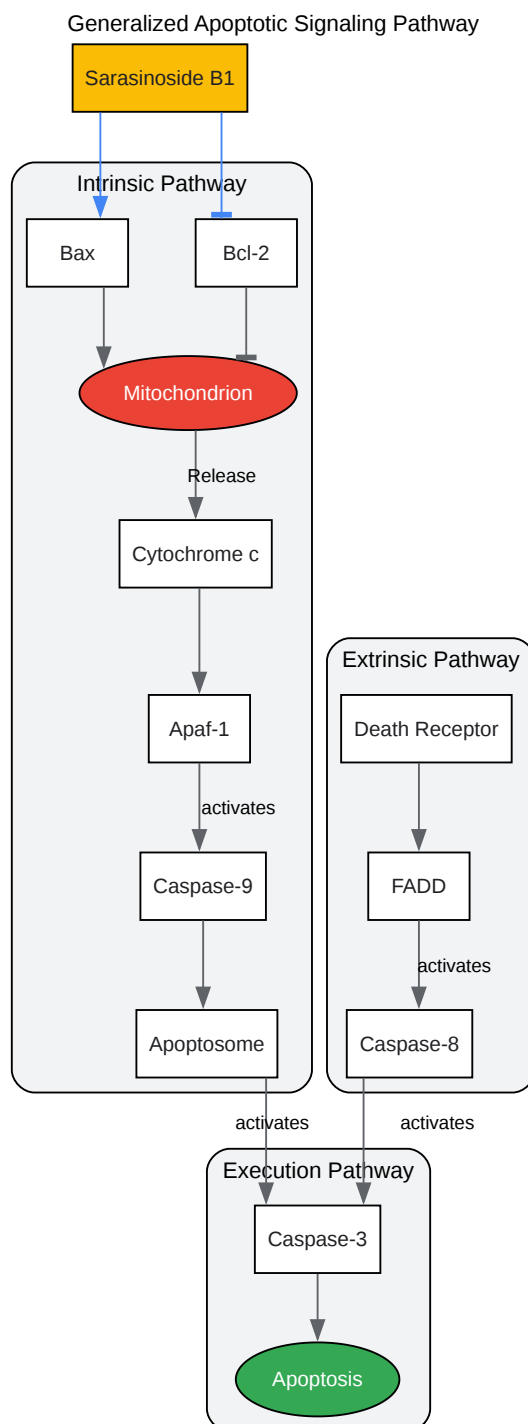 Generalized Apoptotic Signaling Pathway
Sarasinoside B1
Intrinsic Pathway
Bax
Bcl-2
Mitochondrion
Release
Cytochrome c
Apaf-1
activates
Caspase-9
Apoptosome
activates
Extrinsic Pathway
Death Receptor
FADD
activates
Caspase-8
activates
Execution Pathway
Caspase-3
Apoptosis